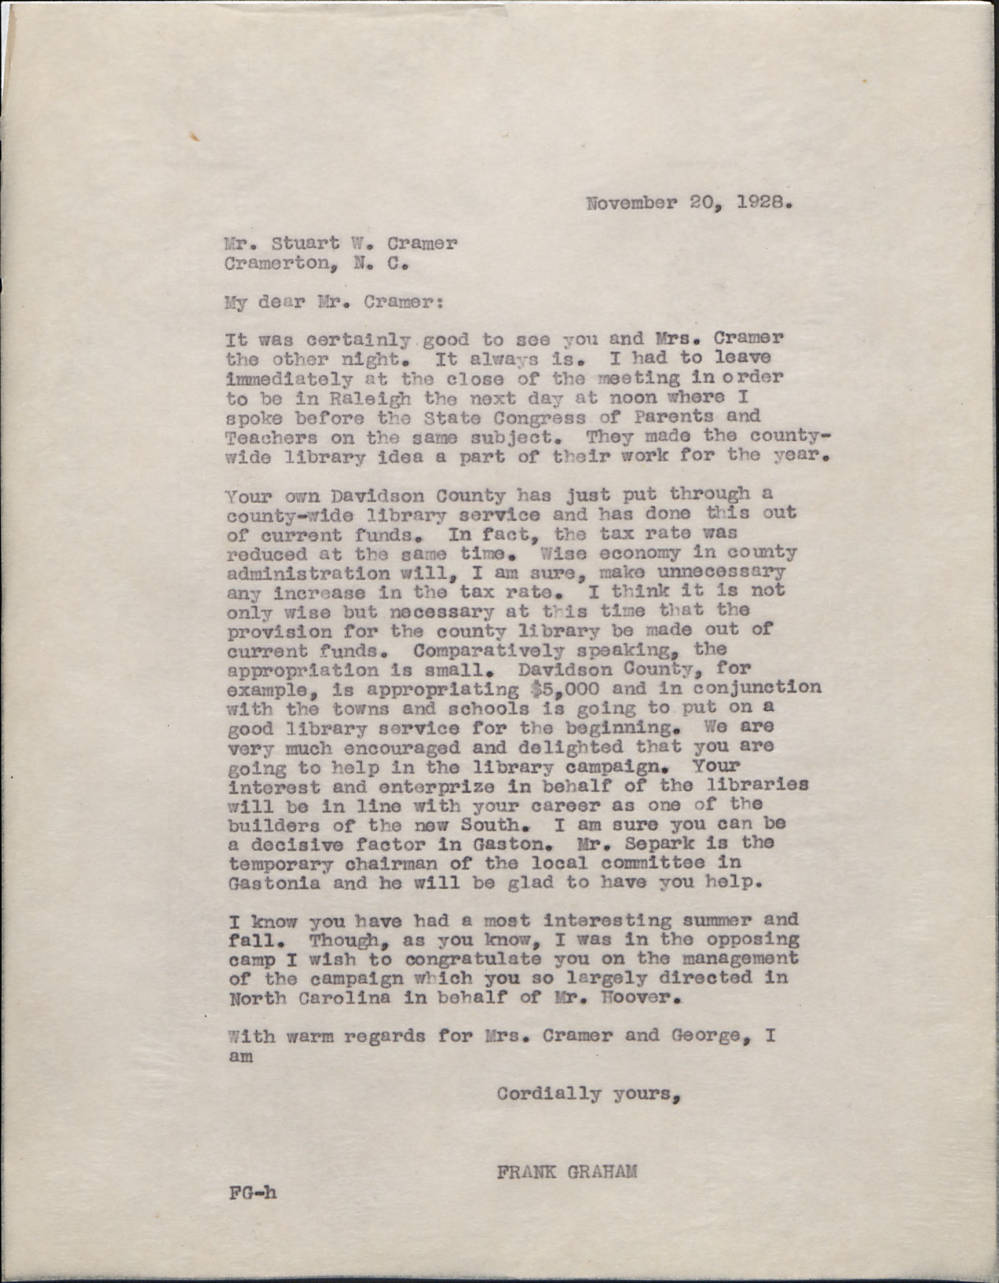 November 20, 1928.
Mr. Stuart W. Cramer
Cramerton, N. C.
My dear Mr. Cramer:
It was certainly good to see you and Mrs. Cramer
the other night. It always is. I had to leave
immediately at the close of the meeting in order
to be in Raleigh the next day at noon where I
spoke before the State Congress of Parents and
Teachers on the same subject. They made the county-
wide library idea a part of their work for the year.
Your own Davidson County has just put through a
county-wide library service and has done this out
of current funds. In fact, the tax rate was
reduced at the same time. Wise economy in county
administration will, I am sure, make unnecessary
any increase in the tax rate. I think it is not
only wise but necessary at this time that the
provision for the county library be made out of
current funds. Comparatively speaking, the
appropriation is small. Davidson County, for
example, is appropriating $5,000 and in conjunction
with the towns and schools is going to put on a
good library service for the beginning. We are
very much encouraged and delighted that you are
going to help in the library campaign. Your
interest and enterprize in behalf of the libraries
will be in line with your career as one of the
builders of the new South. I am sure you can be
a decisive factor in Gaston. Mr. Separk is the
temporary chairman of the local committee in
Gastonia and he will be glad to have you help.
I know you have had a most interesting summer and
fall. Though, as you know, I was in the opposing
camp I wish to congratulate you on the management
of the campaign which you so largely directed in
North Carolina in behalf of Mr. Hoover.
With warm regards for Mrs. Cramer and George, I
am
Cordially yours,
FRANK GRAHAM
FG-h